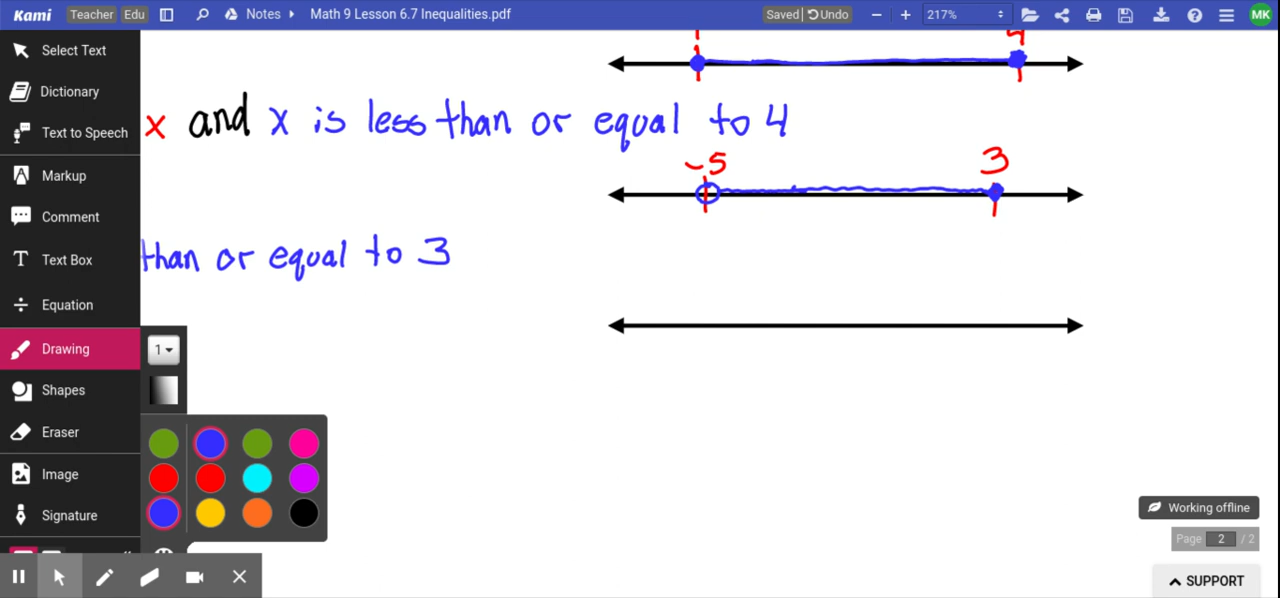 Kami Teacher Edu Notes Math 9 Lesson 6.7 Inequalities.pdf Saved Undo 217% MK
Select Text
Dictionary
Text to Speech
Markup
Comment
Text Box
Equation
Drawing
Shapes
Eraser
Image
Signature
1
4
x and x is less than or equal to 4
-5 3
than or equal to 3
Working offline
Page 2 / 2
SUPPORT